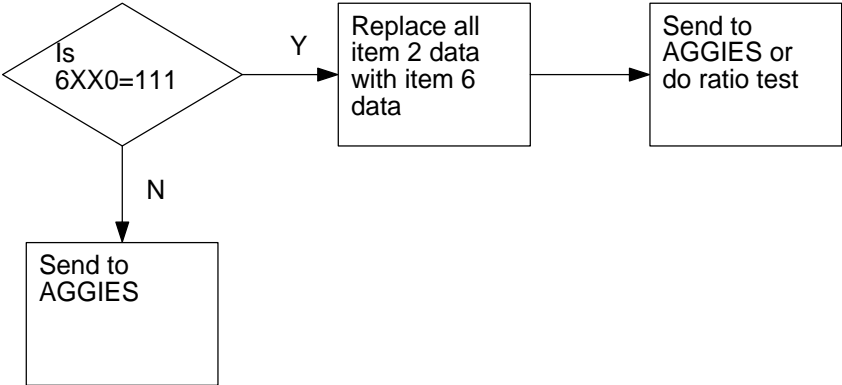 Is
6XX0=111
Y
Replace all
item 2 data
with item 6
data
Send to
AGGIES or
do ratio test
N
Send to
AGGIES